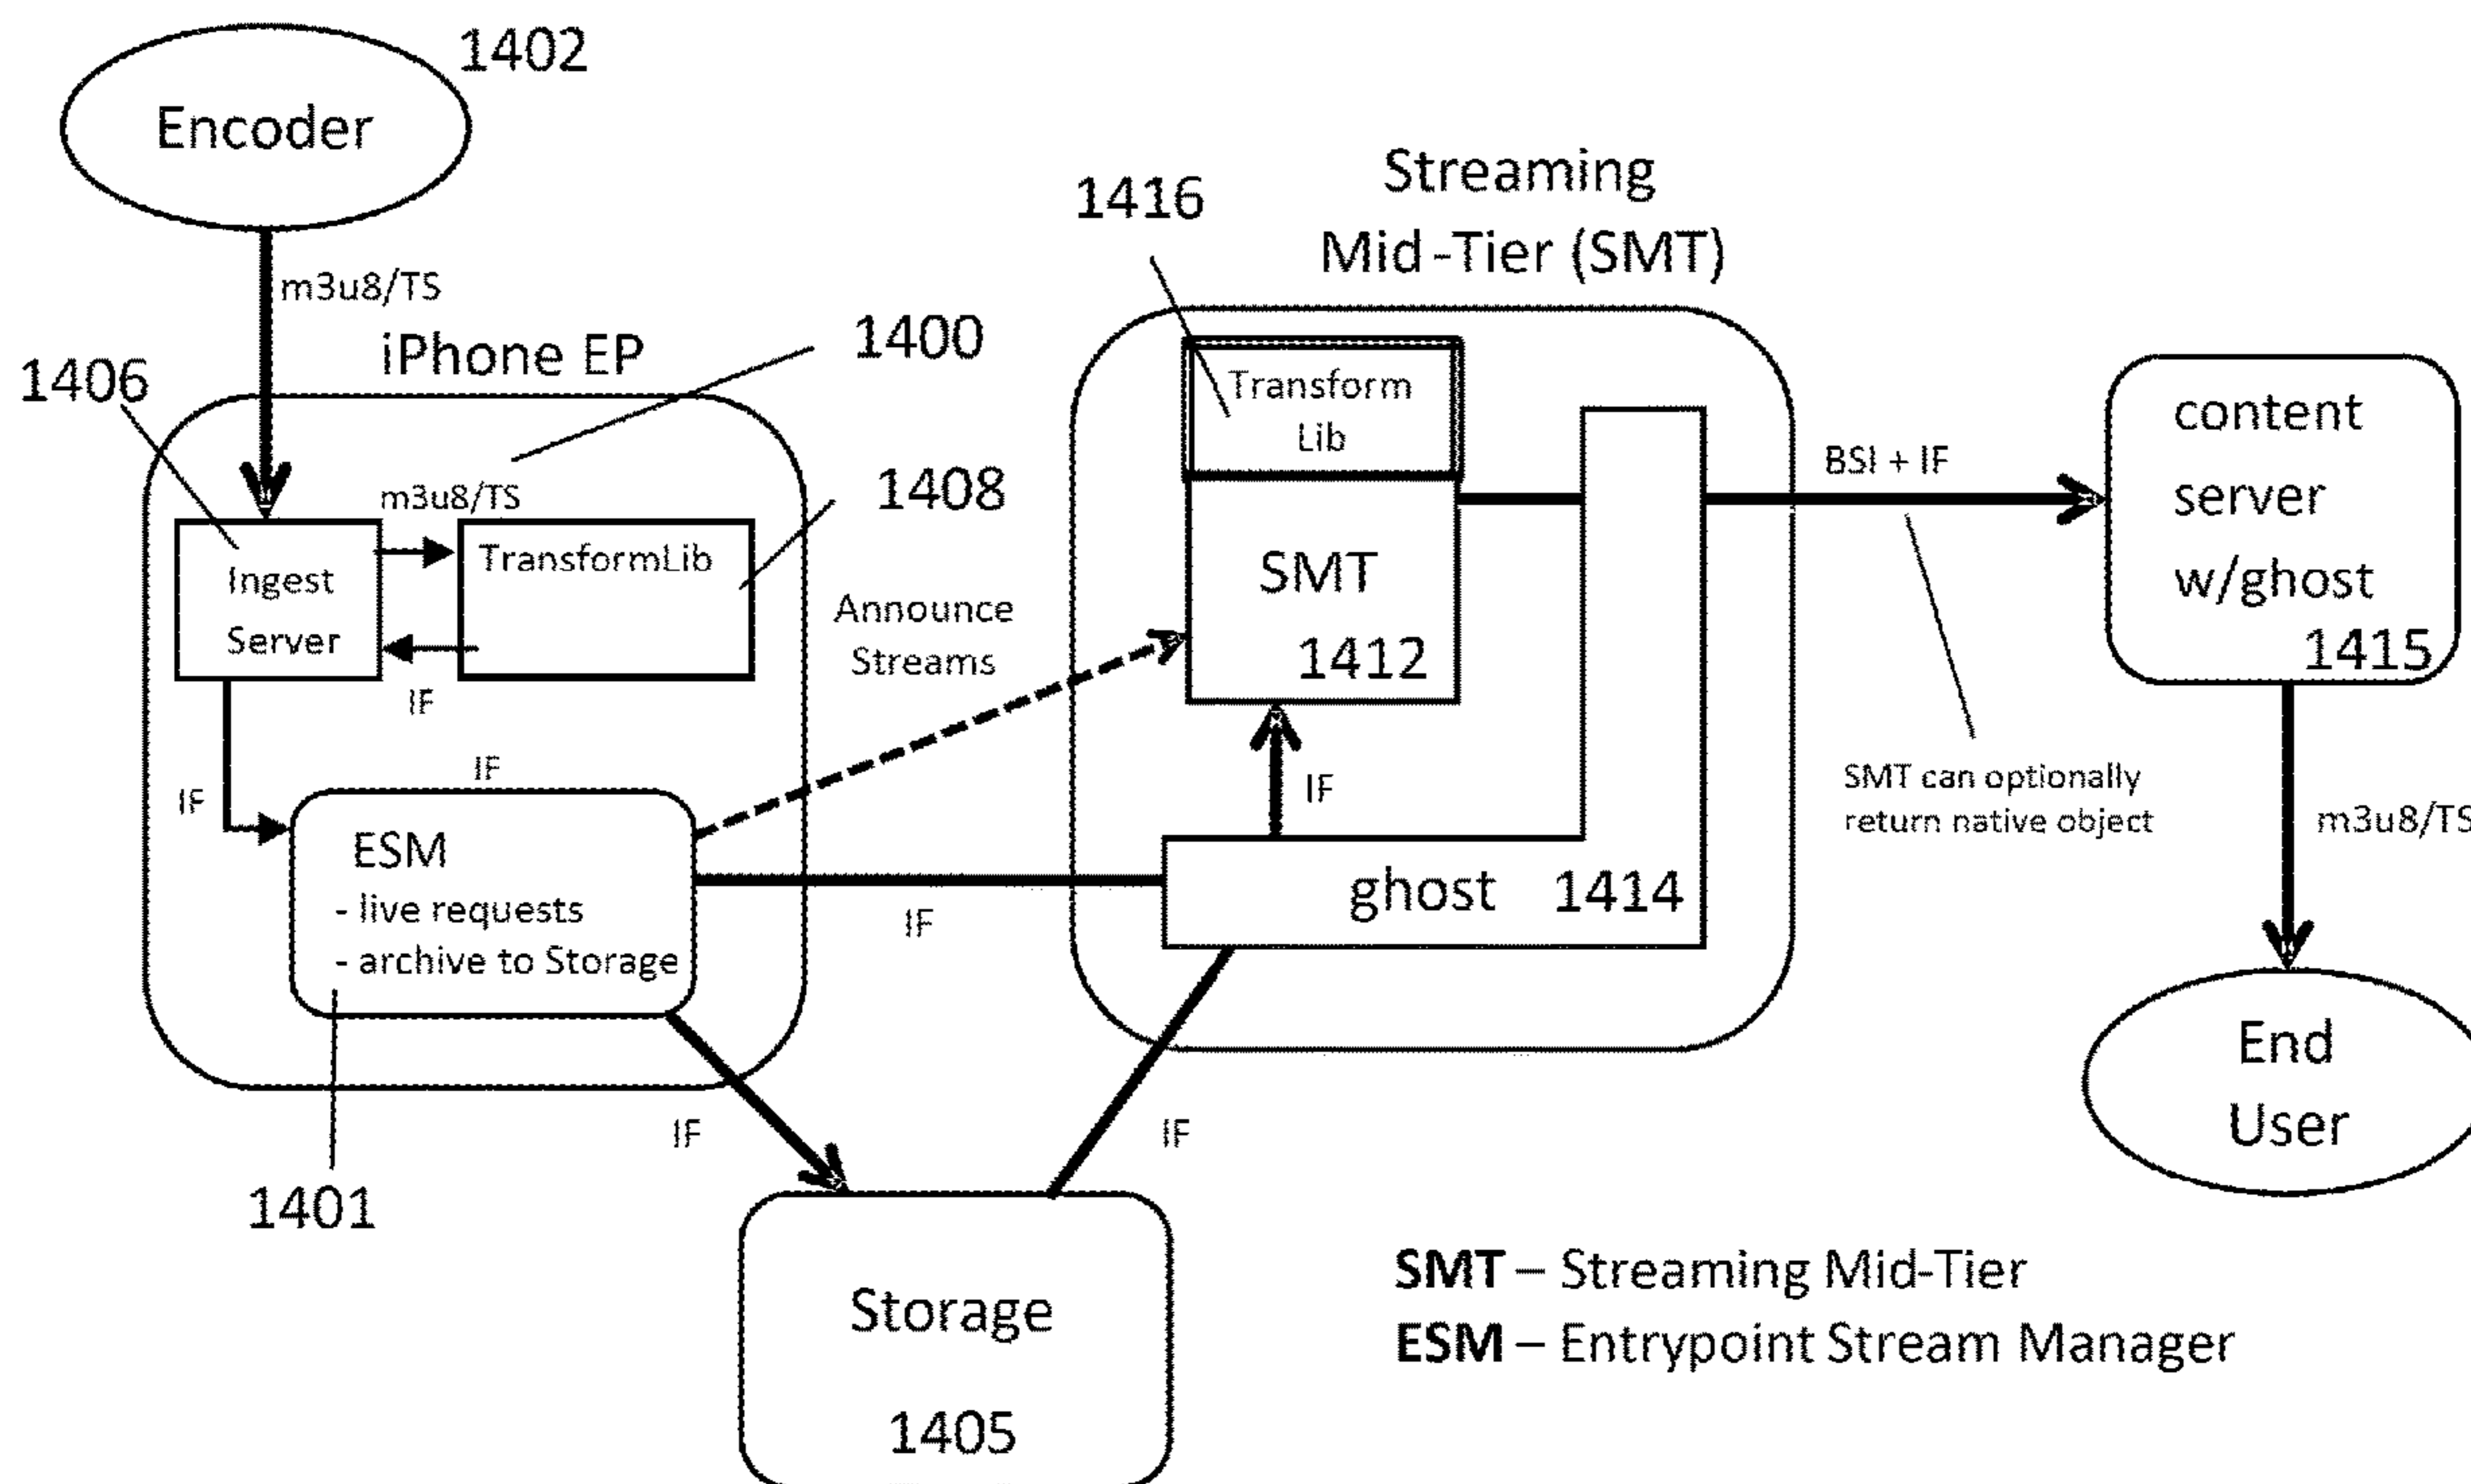 1402
Encoder
m3u8/TS
iPhone EP
1400
1406
m3u8/TS
1408
Ingest
Server
TransformLib
IF
IF
IF
ESM
- live requests
- archive to Storage
1401
Announce
Streams
IF
IF
IF
Storage
1405
Streaming
Mid-Tier (SMT)
1416
Transform
Lib
SMT
1412
IF
ghost 1414
BSI + IF
SMT can optionally
return native object
content
server
w/ghost
1415
m3u8/TS
End
User
SMT – Streaming Mid-Tier
ESM – Entrypoint Stream Manager